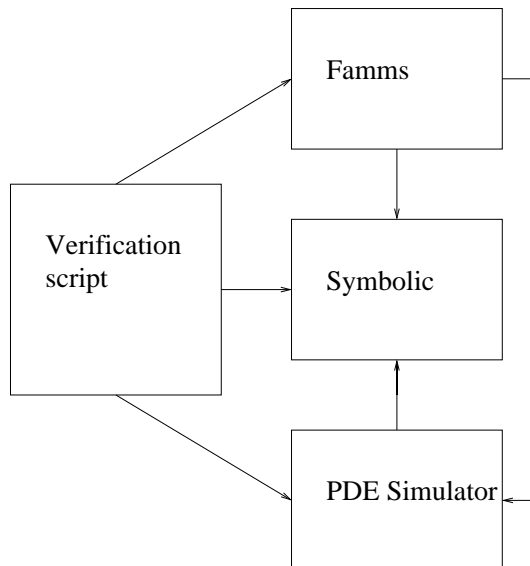 Famms
Verification
script
Symbolic
PDE Simulator